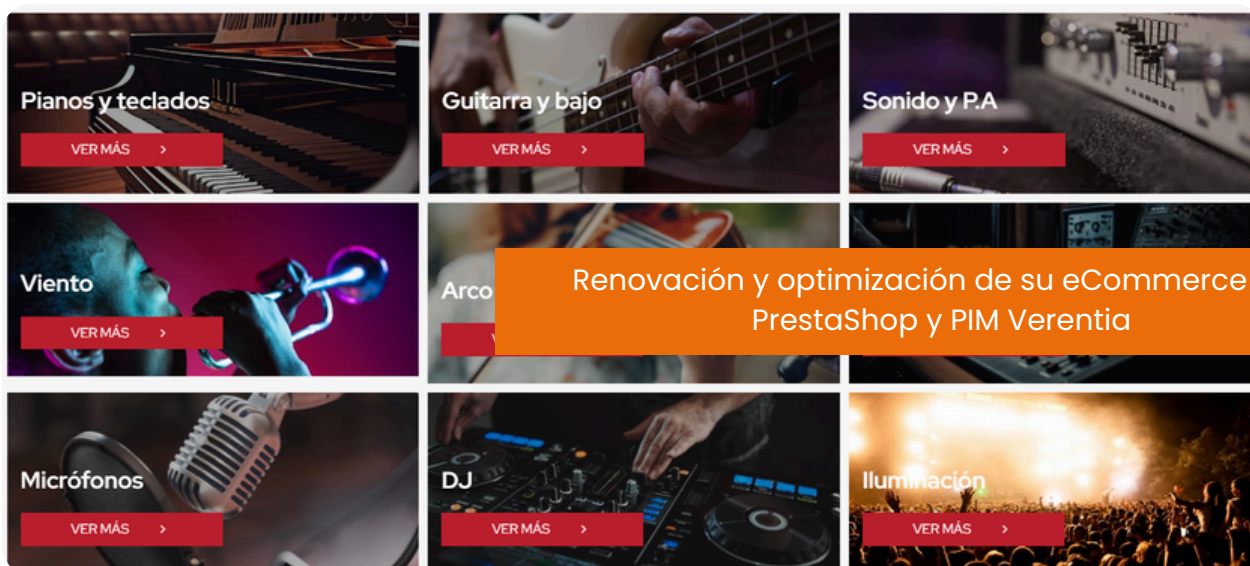 Pianos y teclados
VER MÁS >
Guitarra y bajo
VER MÁS >
Sonido y P.A
VER MÁS >
Viento
VER MÁS >
Arco
Renovación y optimización de su eCommerce
PrestaShop y PIM Verentia
Micrófonos
VER MÁS >
DJ
VER MÁS >
Iluminación
VER MÁS >